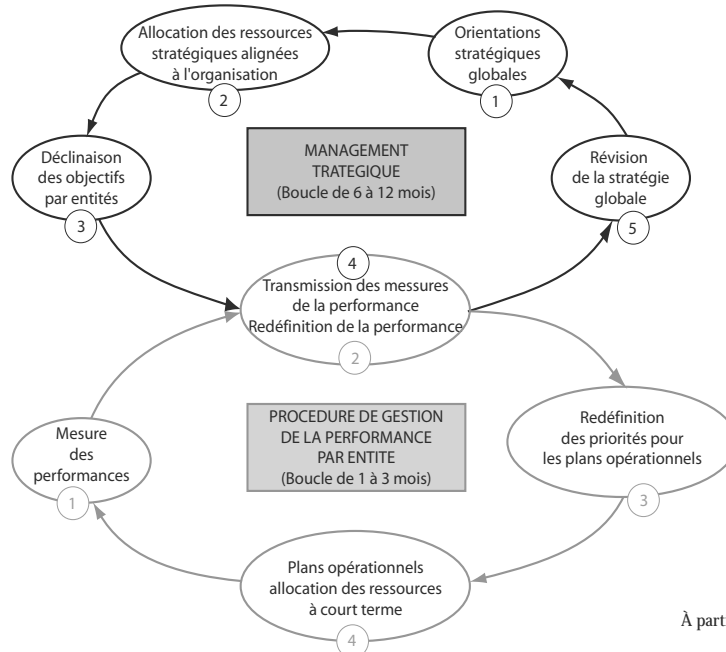 Allocation des ressources
stratégiques alignées
à l'organisation
2
Orientations
stratégiques
globales
1
Déclinaison
des objectifs
par entités
3
MANAGEMENT
TRATEGIQUE
(Boucle de 6 à 12 mois)
Révision
de la stratégie
globale
5
4
Transmission des messures
de la performance
Redéfinition de la performance
2
Mesure
des
performances
1
PROCEDURE DE GESTION
DE LA PERFORMANCE
PAR ENTITE
(Boucle de 1 à 3 mois)
Redéfinition
des priorités pour
les plans opérationnels
3
Plans opérationnels
allocation des ressources
à court terme
4
À parti